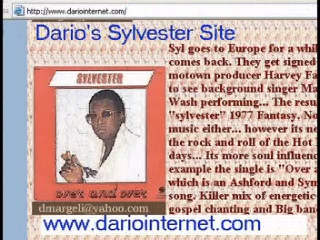 http://www.dariointernet.com/
Dario's Sylvester Site
Syl goes to Europe for a whil
comes back. They get signed
motown producer Harvey Fu
to see background singer Ma
Wash performing... The resu
"sylvester" 1977 Fantasy. No
music either... however its ne
the rock and roll of the Hot
days... Its more soul influenc
example the single is "Over
which is an Ashford and Sym
song. Killer mix of energetic
gospel chanting and Big ban
SYLVESTER
over and over
dmargeli@yahoo.com
www.dariointernet.com